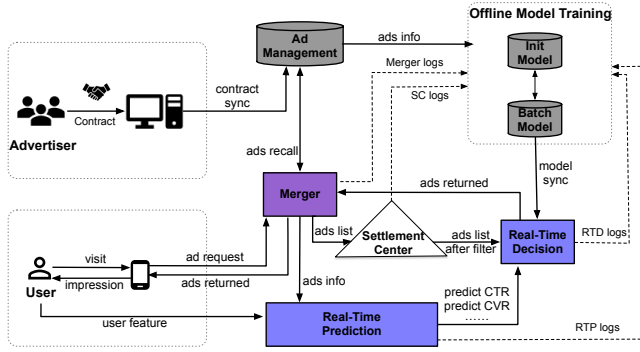 Offline Model Training
Ad
Management
ads info
Init
Model
Merger logs
SC logs
contract
sync
Contract
Advertiser
Batch
Model
model
sync
ads recall
Merger
ads returned
ads list
Settlement
Center
ads list
after filter
Real-Time
Decision
RTD logs
visit
ad request
User
impression
ads returned
ads info
user feature
Real-Time
Prediction
predict CTR
predict CVR
......
RTP logs